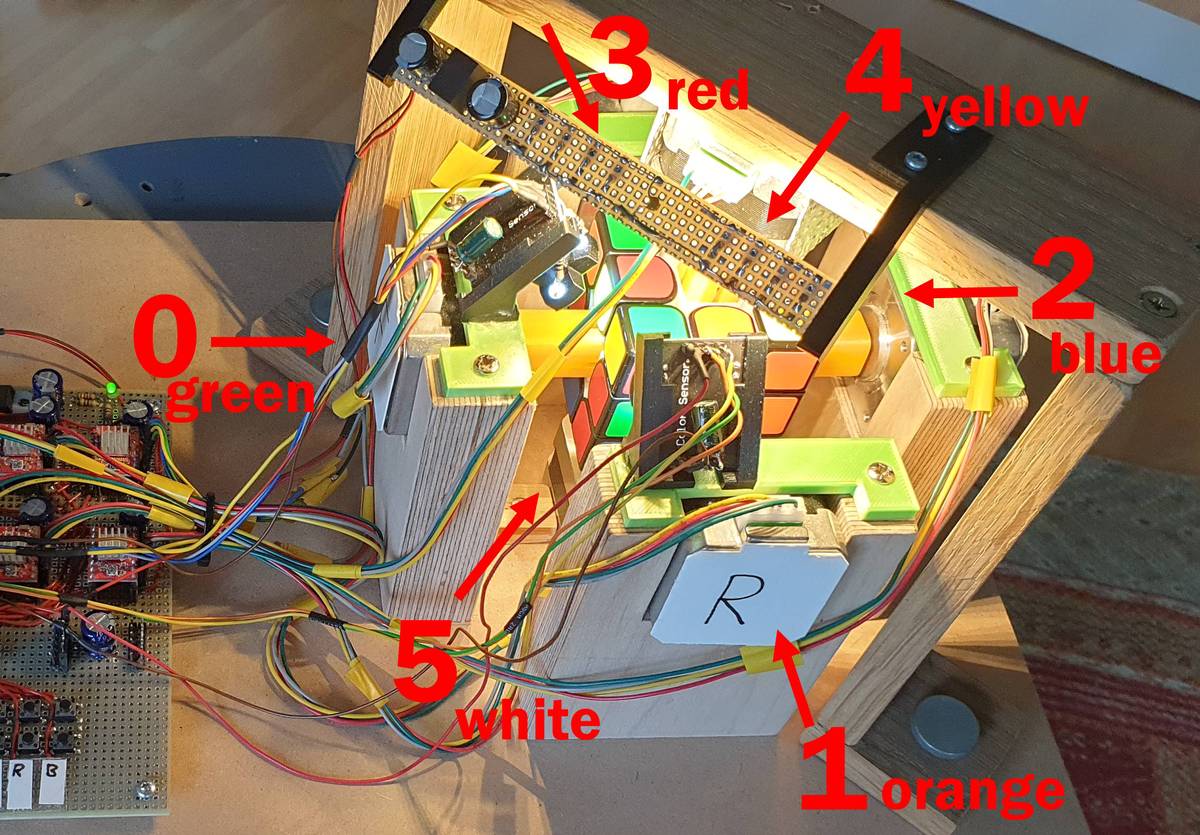 3 red
4 yellow
2
blue
0
green
Sensor
Color Sensor
R
5
white
1 orange
R B